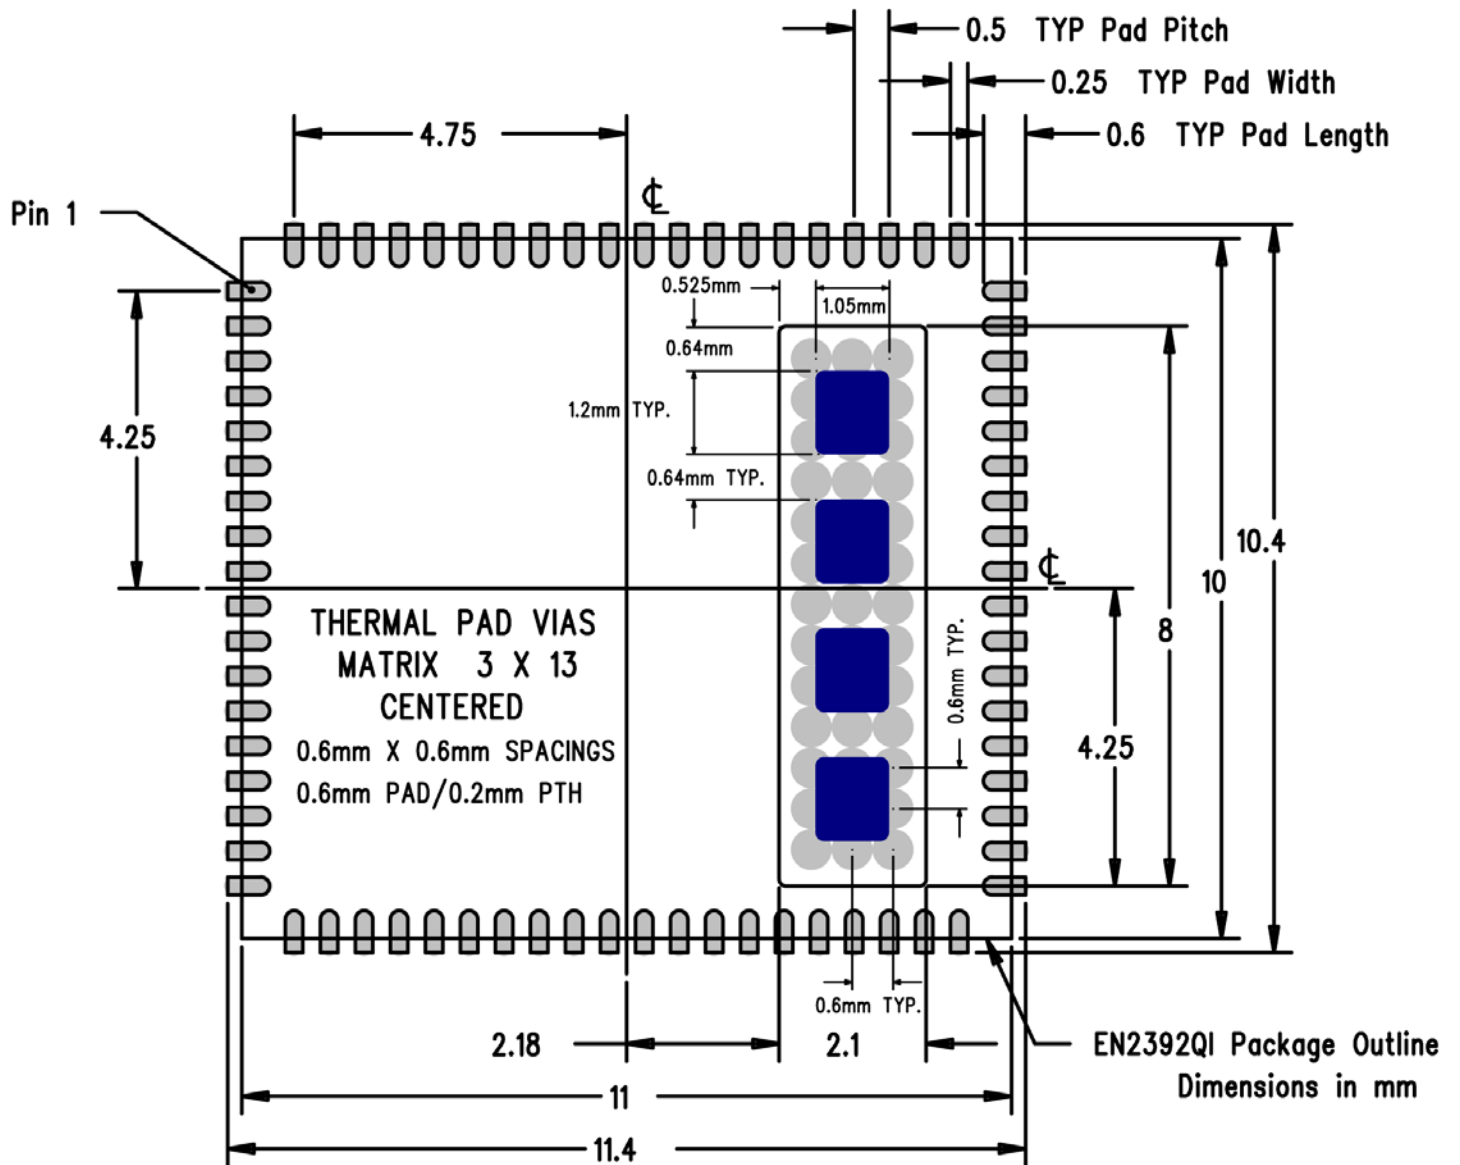 0.5 TYP Pad Pitch
0.25 TYP Pad Width
4.75
0.6 TYP Pad Length
℄
Pin 1
0.525mm
1.05mm
0.64mm
1.2mm TYP.
4.25
0.64mm TYP.
10.4
℄
10
THERMAL PAD VIAS
8
MATRIX 3 X 13
0.6mm TYP.
CENTERED
0.6mm X 0.6mm SPACINGS
4.25
0.6mm PAD/0.2mm PTH
0.6mm TYP.
2.18
2.1
EN2392QI Package Outline
Dimensions in mm
11
11.4